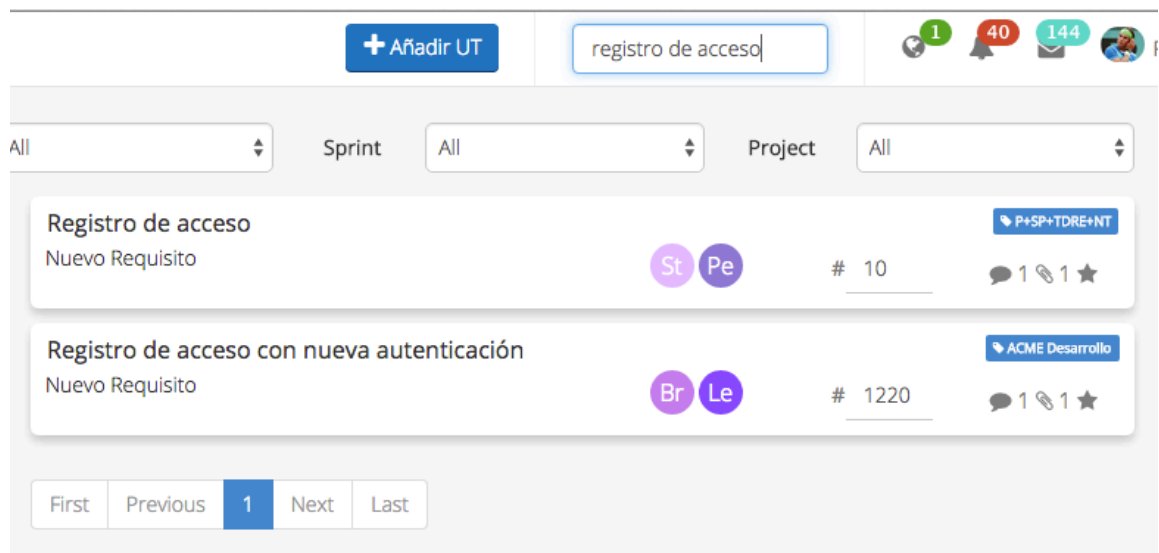 Añadir UT
registro de acceso
1
40
144
All
Sprint
All
Project
All
Registro de acceso
P+SP+TDRE+NT
Nuevo Requisito
St
Pe
# 10
1 1
Registro de acceso con nueva autenticación
ACME Desarrollo
Nuevo Requisito
Br
Le
# 1220
1 1
First Previous 1 Next Last